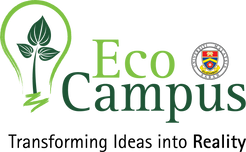 Eco
Campus
Transforming Ideas into Reality